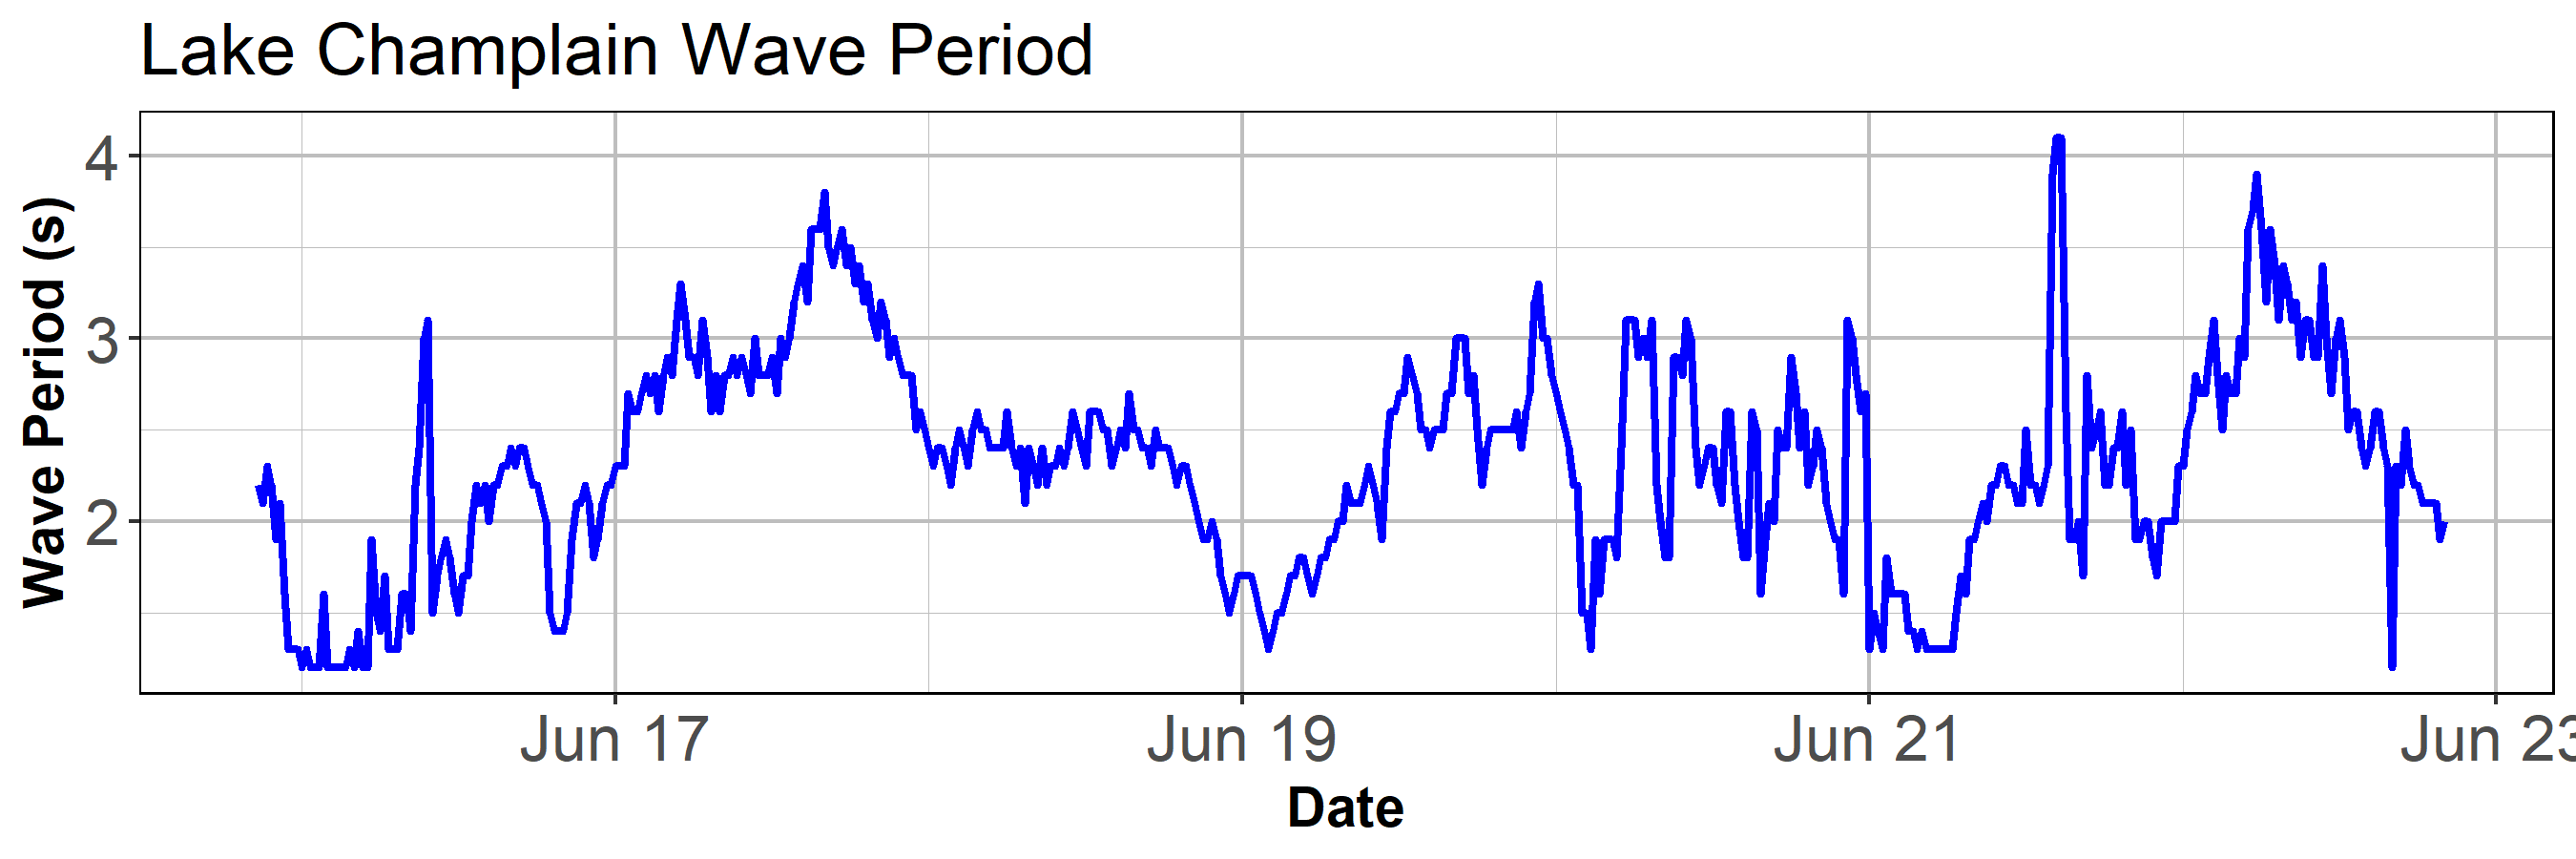 Lake Champlain Wave Period
Wave Period (s)
4
3
2
Jun 17 Jun 19 Jun 21 Jun 23
Date